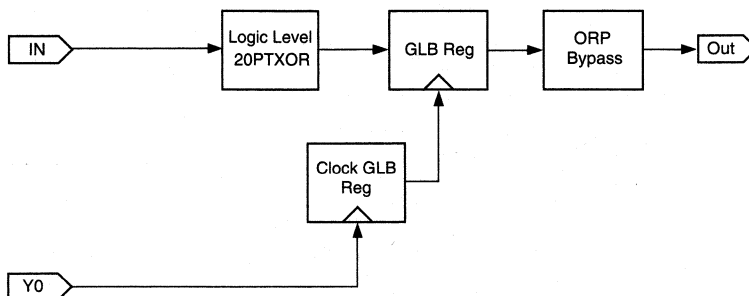 IN
Logic Level
20PTXOR
GLB Reg
ORP
Bypass
Out
Clock GLB
Reg
Y0